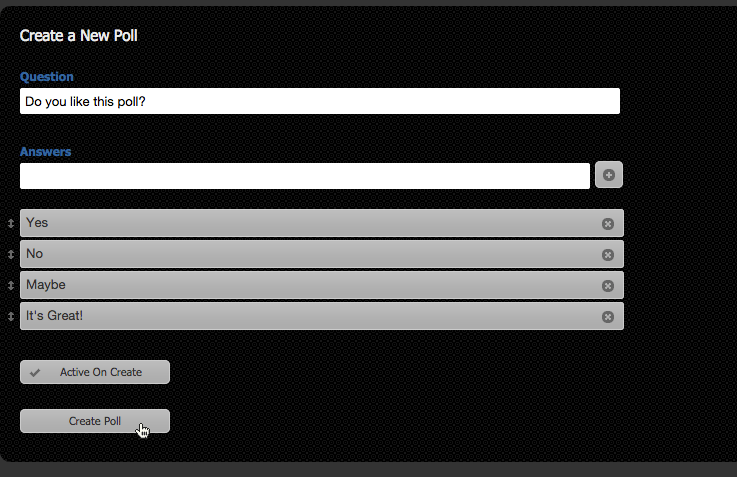 Create a New Poll
Question
Do you like this poll?
Answers
Yes
No
Maybe
It's Great!
Active On Create
Create Poll